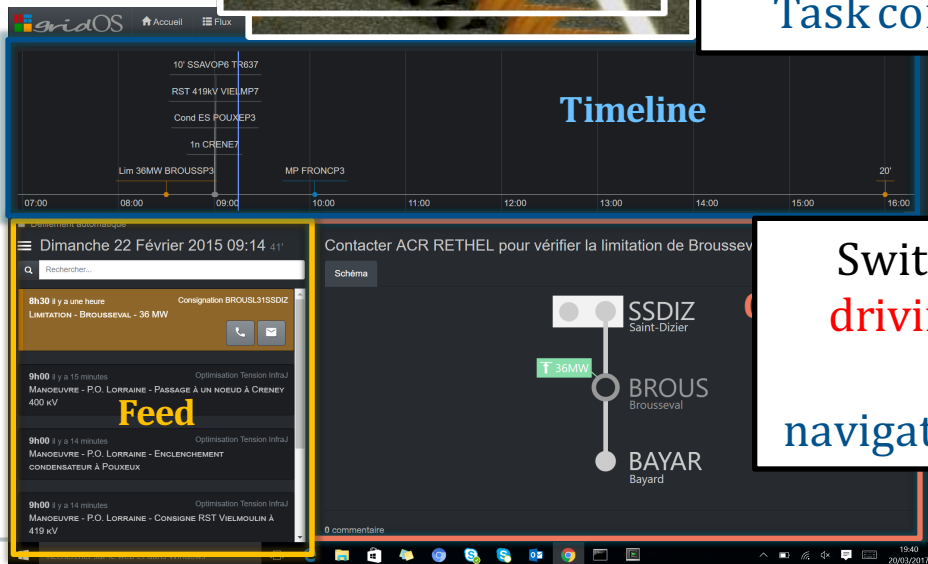 Task co
gridOS Accueil Flux
10' SSAVOP6 TR637
RST 419kV VIELMP7
Cond ES POUXEP3
1n CRENE7
Lim 36MW BROUSSP3
MP FRONCP3
20'
Timeline
07:00 08:00 09:00 10:00 11:00 12:00 13:00 14:00 15:00 16:00
Défilement automatique
Dimanche 22 Février 2015 09:14 41'
Rechercher...
8h30 il y a une heure Consignation BROUSL31SSDIZ
LIMITATION - BROUSSEVAL - 36 MW
9h00 il y a 15 minutes Optimisation Tension InfraJ
MANOEUVRE - P.O. LORRAINE - PASSAGE À UN NOEUD À CRENEY
400 KV
Feed
9h00 il y a 14 minutes Optimisation Tension InfraJ
MANOEUVRE - P.O. LORRAINE - ENCLENCHEMENT
CONDENSATEUR À POUXEUX
9h00 il y a 14 minutes Optimisation Tension InfraJ
MANOEUVRE - P.O. LORRAINE - CONSIGNE RST VIELMOULIN À
419 KV
Contacter ACR RETHEL pour vérifier la limitation de Broussev
Schéma
SSDIZ
Saint-Dizier
36MW
BROUS
Brousseval
BAYAR
Bayard
0 commentaire
Swit
drivin
navigat
19:40
20/03/2017